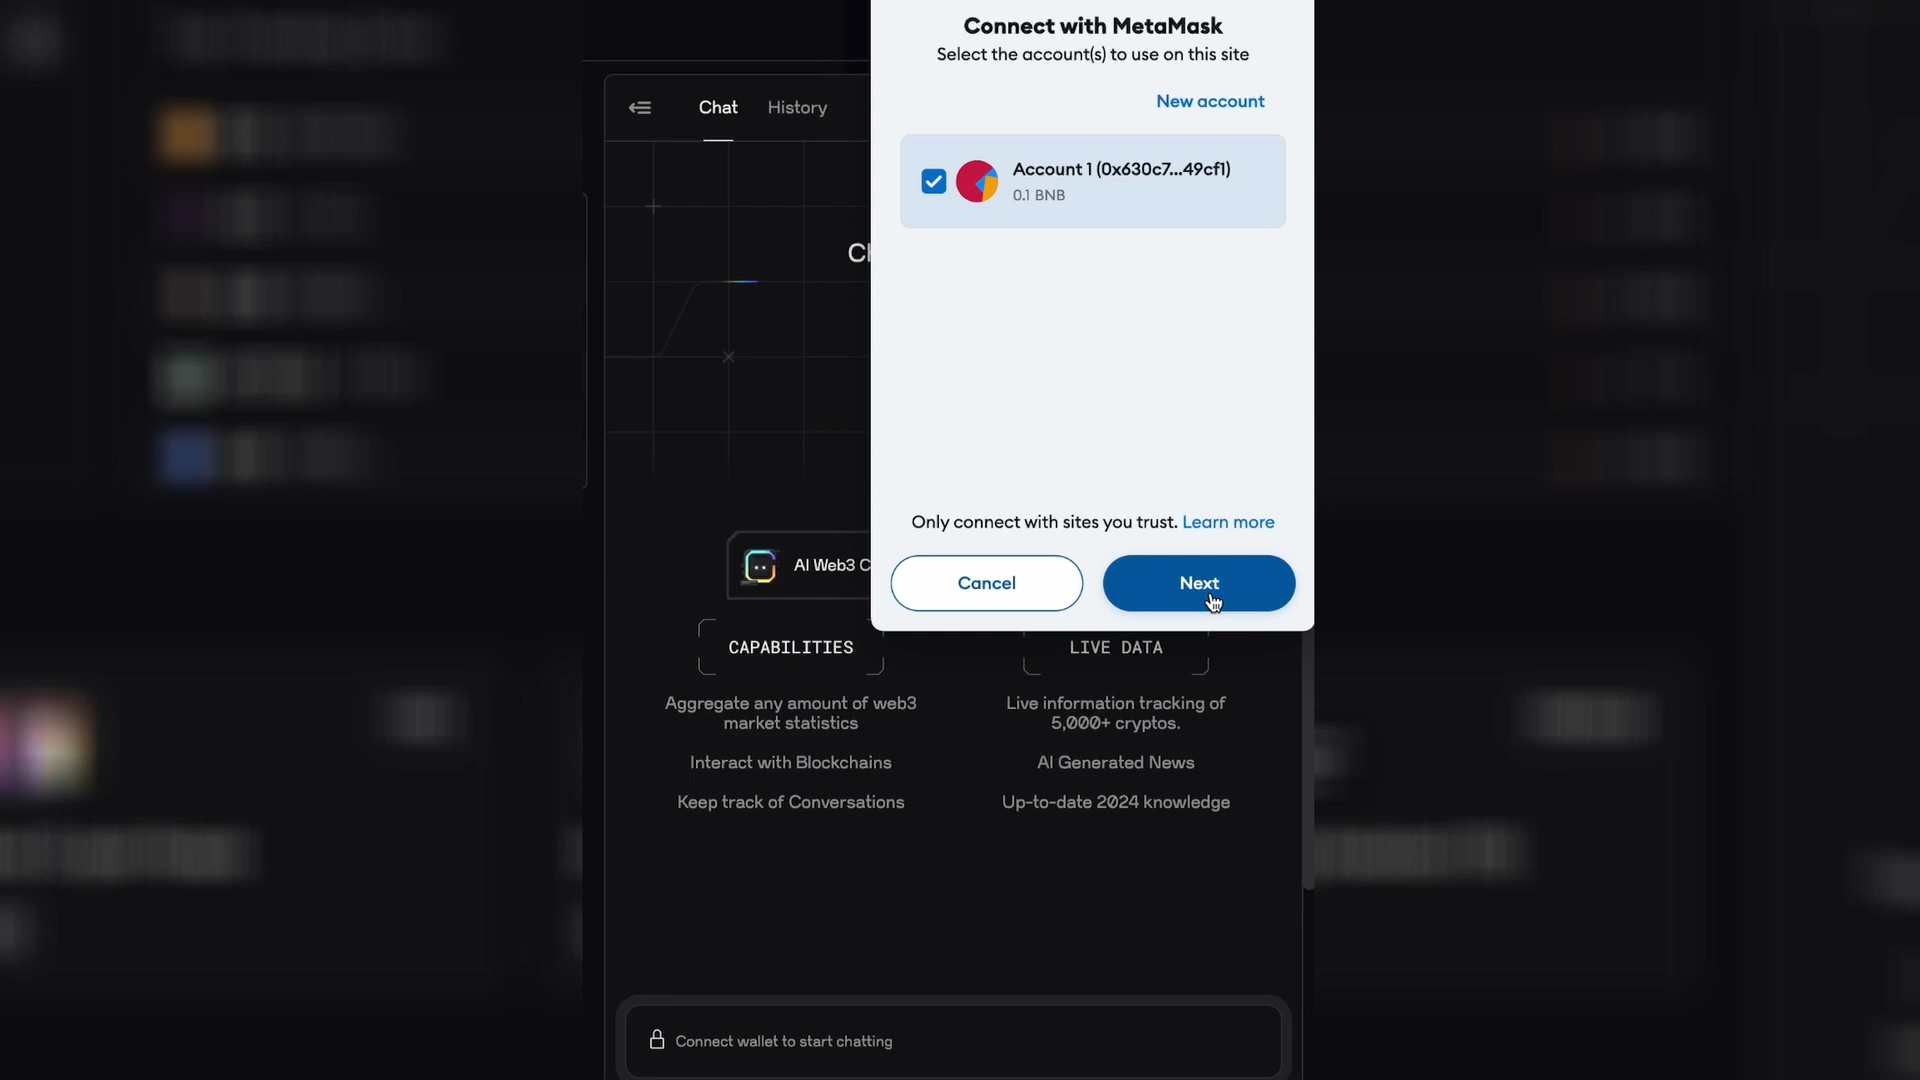 Connect with MetaMask
Select the account(s) to use on this site
New account
Chat
History
Account 1 (0x630c7...49cf1)
0.1 BNB
Only connect with sites you trust. Learn more
AI Web3
Cancel
Next
CAPABILITIES
Aggregate any amount of web3
market statistics
Interact with Blockchains
Keep track of Conversations
LIVE DATA
Live information tracking of
5,000+ cryptos.
AI Generated News
Up-to-date 2024 knowledge
Connect wallet to start chatting